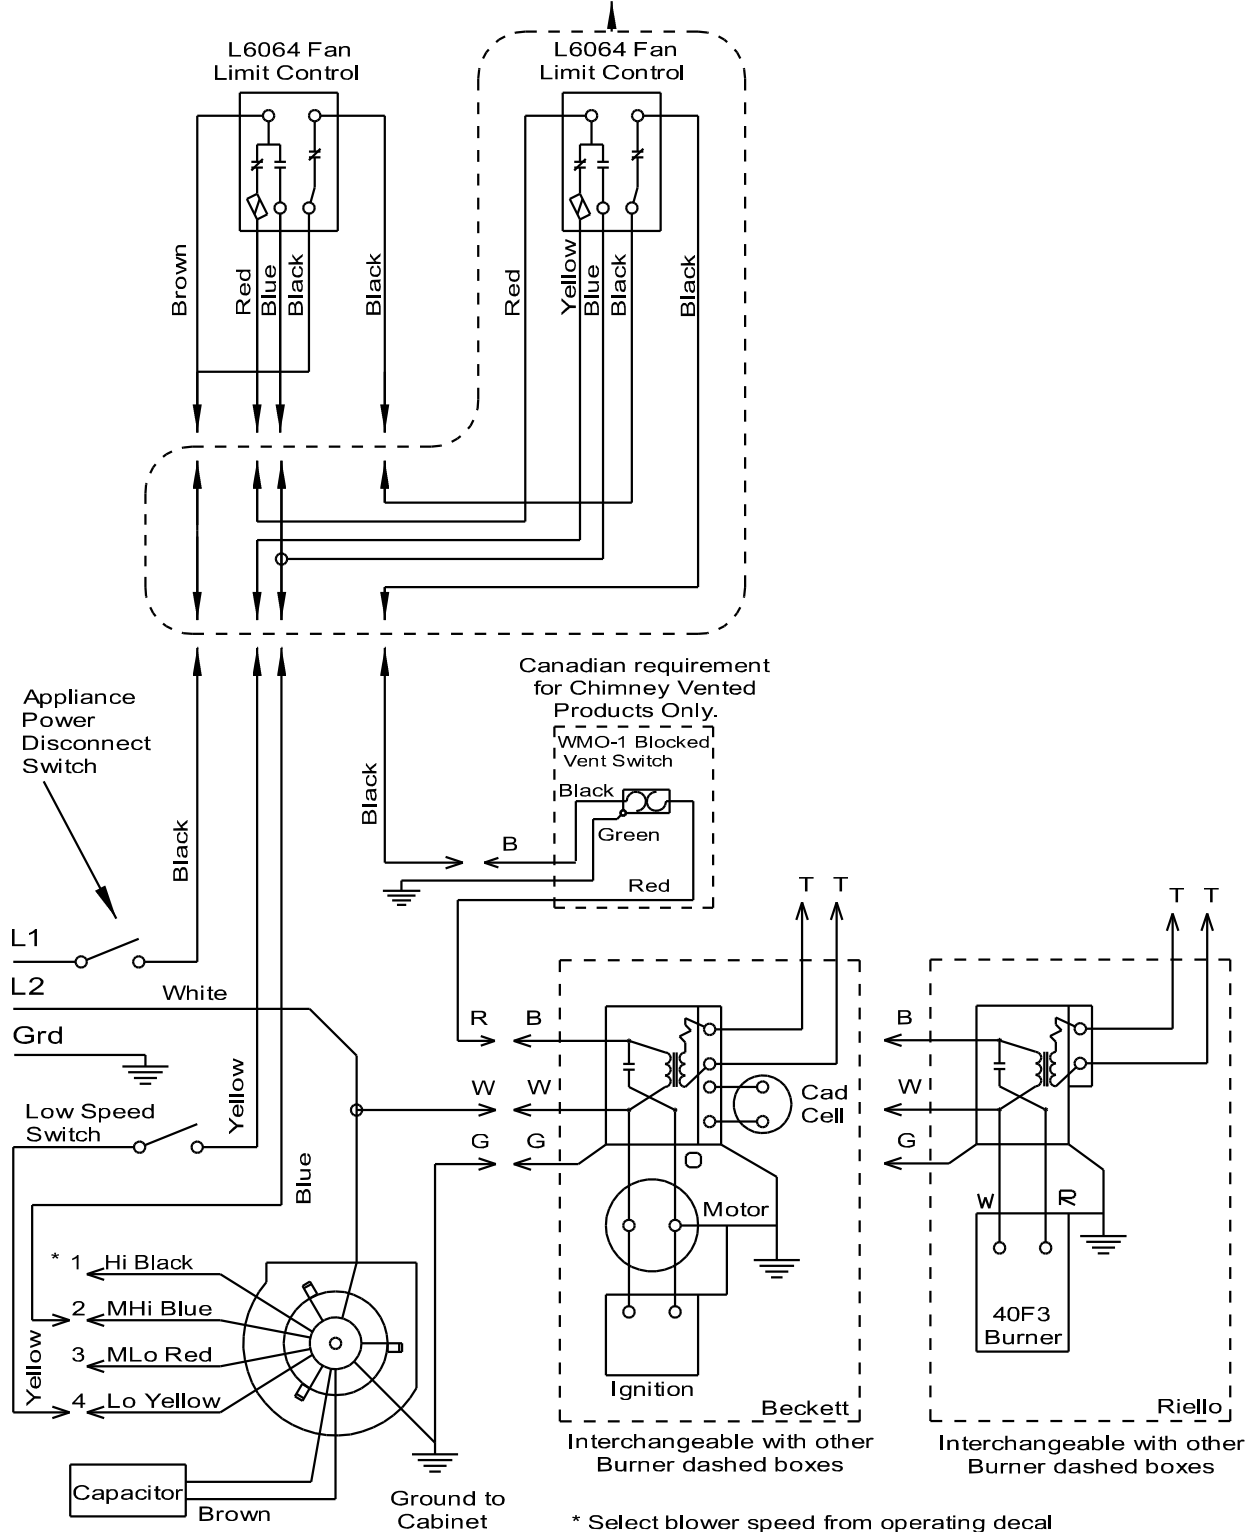 L6064 Fan
Limit Control
L6064 Fan
Limit Control
Brown
Red
Blue
Black
Black
Red
Yellow
Blue
Black
Black
Canadian requirement
for Chimney Vented
Products Only.
WMO-1 Blocked
Vent Switch
Black
Green
Red
B
Black
Appliance
Power
Disconnect
Switch
Black
L1
L2
White
Grd
Yellow
Low Speed
Switch
Blue
T T
T T
R B
W W
G G
Cad
Cell
O
Motor
Ignition
Beckett
Interchangeable with other
Burner dashed boxes
B
W
G
W
R
40F3
Burner
Riello
Interchangeable with other
Burner dashed boxes
* 1 Hi Black
2 MHi Blue
3 MLo Red
4 Lo Yellow
Yellow
Capacitor
Brown
Ground to
Cabinet
* Select blower speed from operating decal